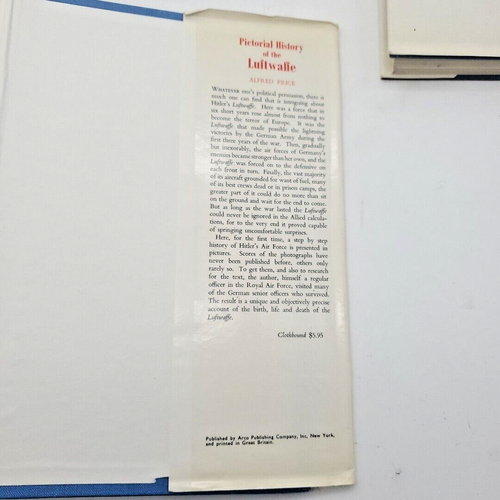 Pictorial History
of the
Luftwaffe
ALFRED PRICE
WHATEVER one's political persuasion, there is
much one can find that is intriguing about
Hitler's Luftwaffe. Here was a force that in
six short years rose almost from nothing to
become the terror of Europe. It was the
Luftwaffe that made possible the lightning
victories by the German Army during the
first three years of the war. Then, gradually
but inexorably, the air forces of Germany's
enemies became stronger than her own, and the
Luftwaffe was forced on to the defensive on
each front in turn. Finally, the vast majority
of its aircraft grounded for want of fuel, many
of its best crews dead or in prison camps, the
greater part of it could do no more than sit
on the ground and wait for the end to come.
But as long as the war lasted the Luftwaffe
could never be ignored in the Allied calcula-
tions, for to the very end it proved capable
of springing uncomfortable surprises.
Here, for the first time, a step by step
history of Hitler's Air Force is presented in
pictures. Scores of the photographs have
never been published before, others only
rarely so. To get them, and also to research
for the text, the author, himself a regular
officer in the Royal Air Force, visited many
of the German senior officers who survived.
The result is a unique and objectively precise
account of the birth, life and death of the
Luftwaffe.
Clothbound $5.95
Published by Arco Publishing Company, Inc, New York,
and printed in Great Britain.